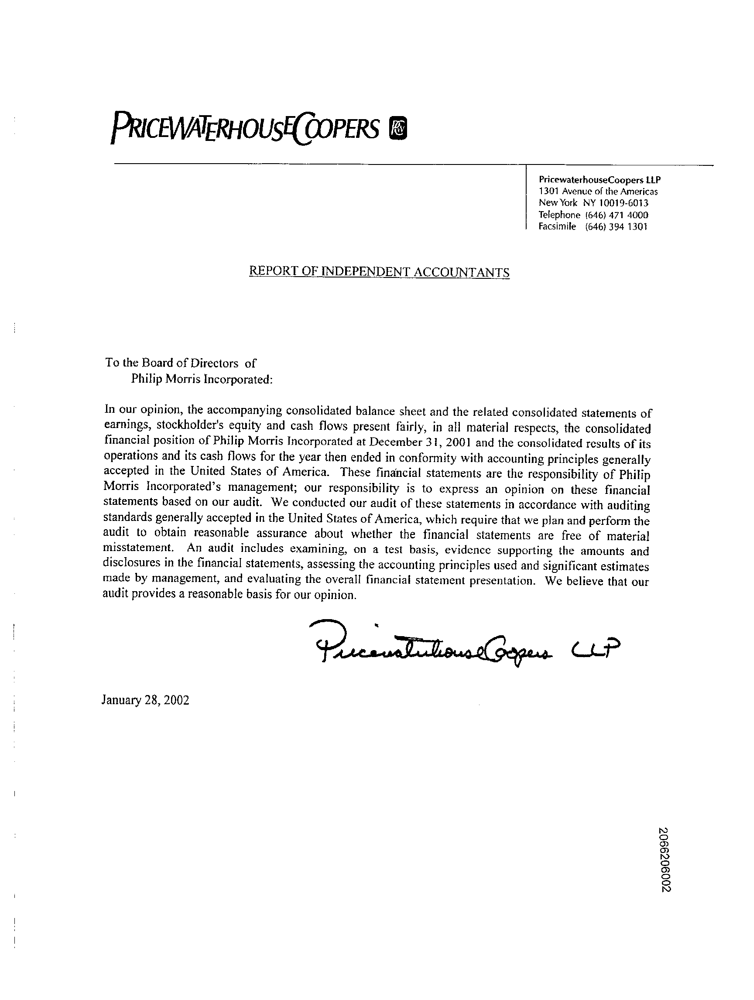 PRICEWATERHOUSECOOPERS
PricewaterhouseCoopers LLP
1301 Avenue of the Americas
New York NY 10019-6013
Telephone (646) 471 4000
Facsimile (646) 394 1301
REPORT OF INDEPENDENT ACCOUNTANTS
To the Board of Directors of
Philip Morris Incorporated:
In our opinion, the accompanying consolidated balance sheet and the related consolidated statements of
earnings, stockholder's equity and cash flows present fairly, in all material respects, the consolidated
financial position of Philip Morris Incorporated at December 31, 2001 and the consolidated results of its
operations and its cash flows for the year then ended in conformity with accounting principles generally
accepted in the United States of America. These financial statements are the responsibility of Philip
Morris Incorporated's management; our responsibility is to express an opinion on these financial
statements based on our audit. We conducted our audit of these statements in accordance with auditing
standards generally accepted in the United States of America, which require that we plan and perform the
audit to obtain reasonable assurance about whether the financial statements are free of material
misstatement. An audit includes examining, on a test basis, evidence supporting the amounts and
disclosures in the financial statements, assessing the accounting principles used and significant estimates
made by management, and evaluating the overall financial statement presentation. We believe that our
audit provides a reasonable basis for our opinion.
PricewaterhouseCoopers LLP
January 28, 2002
2066206002